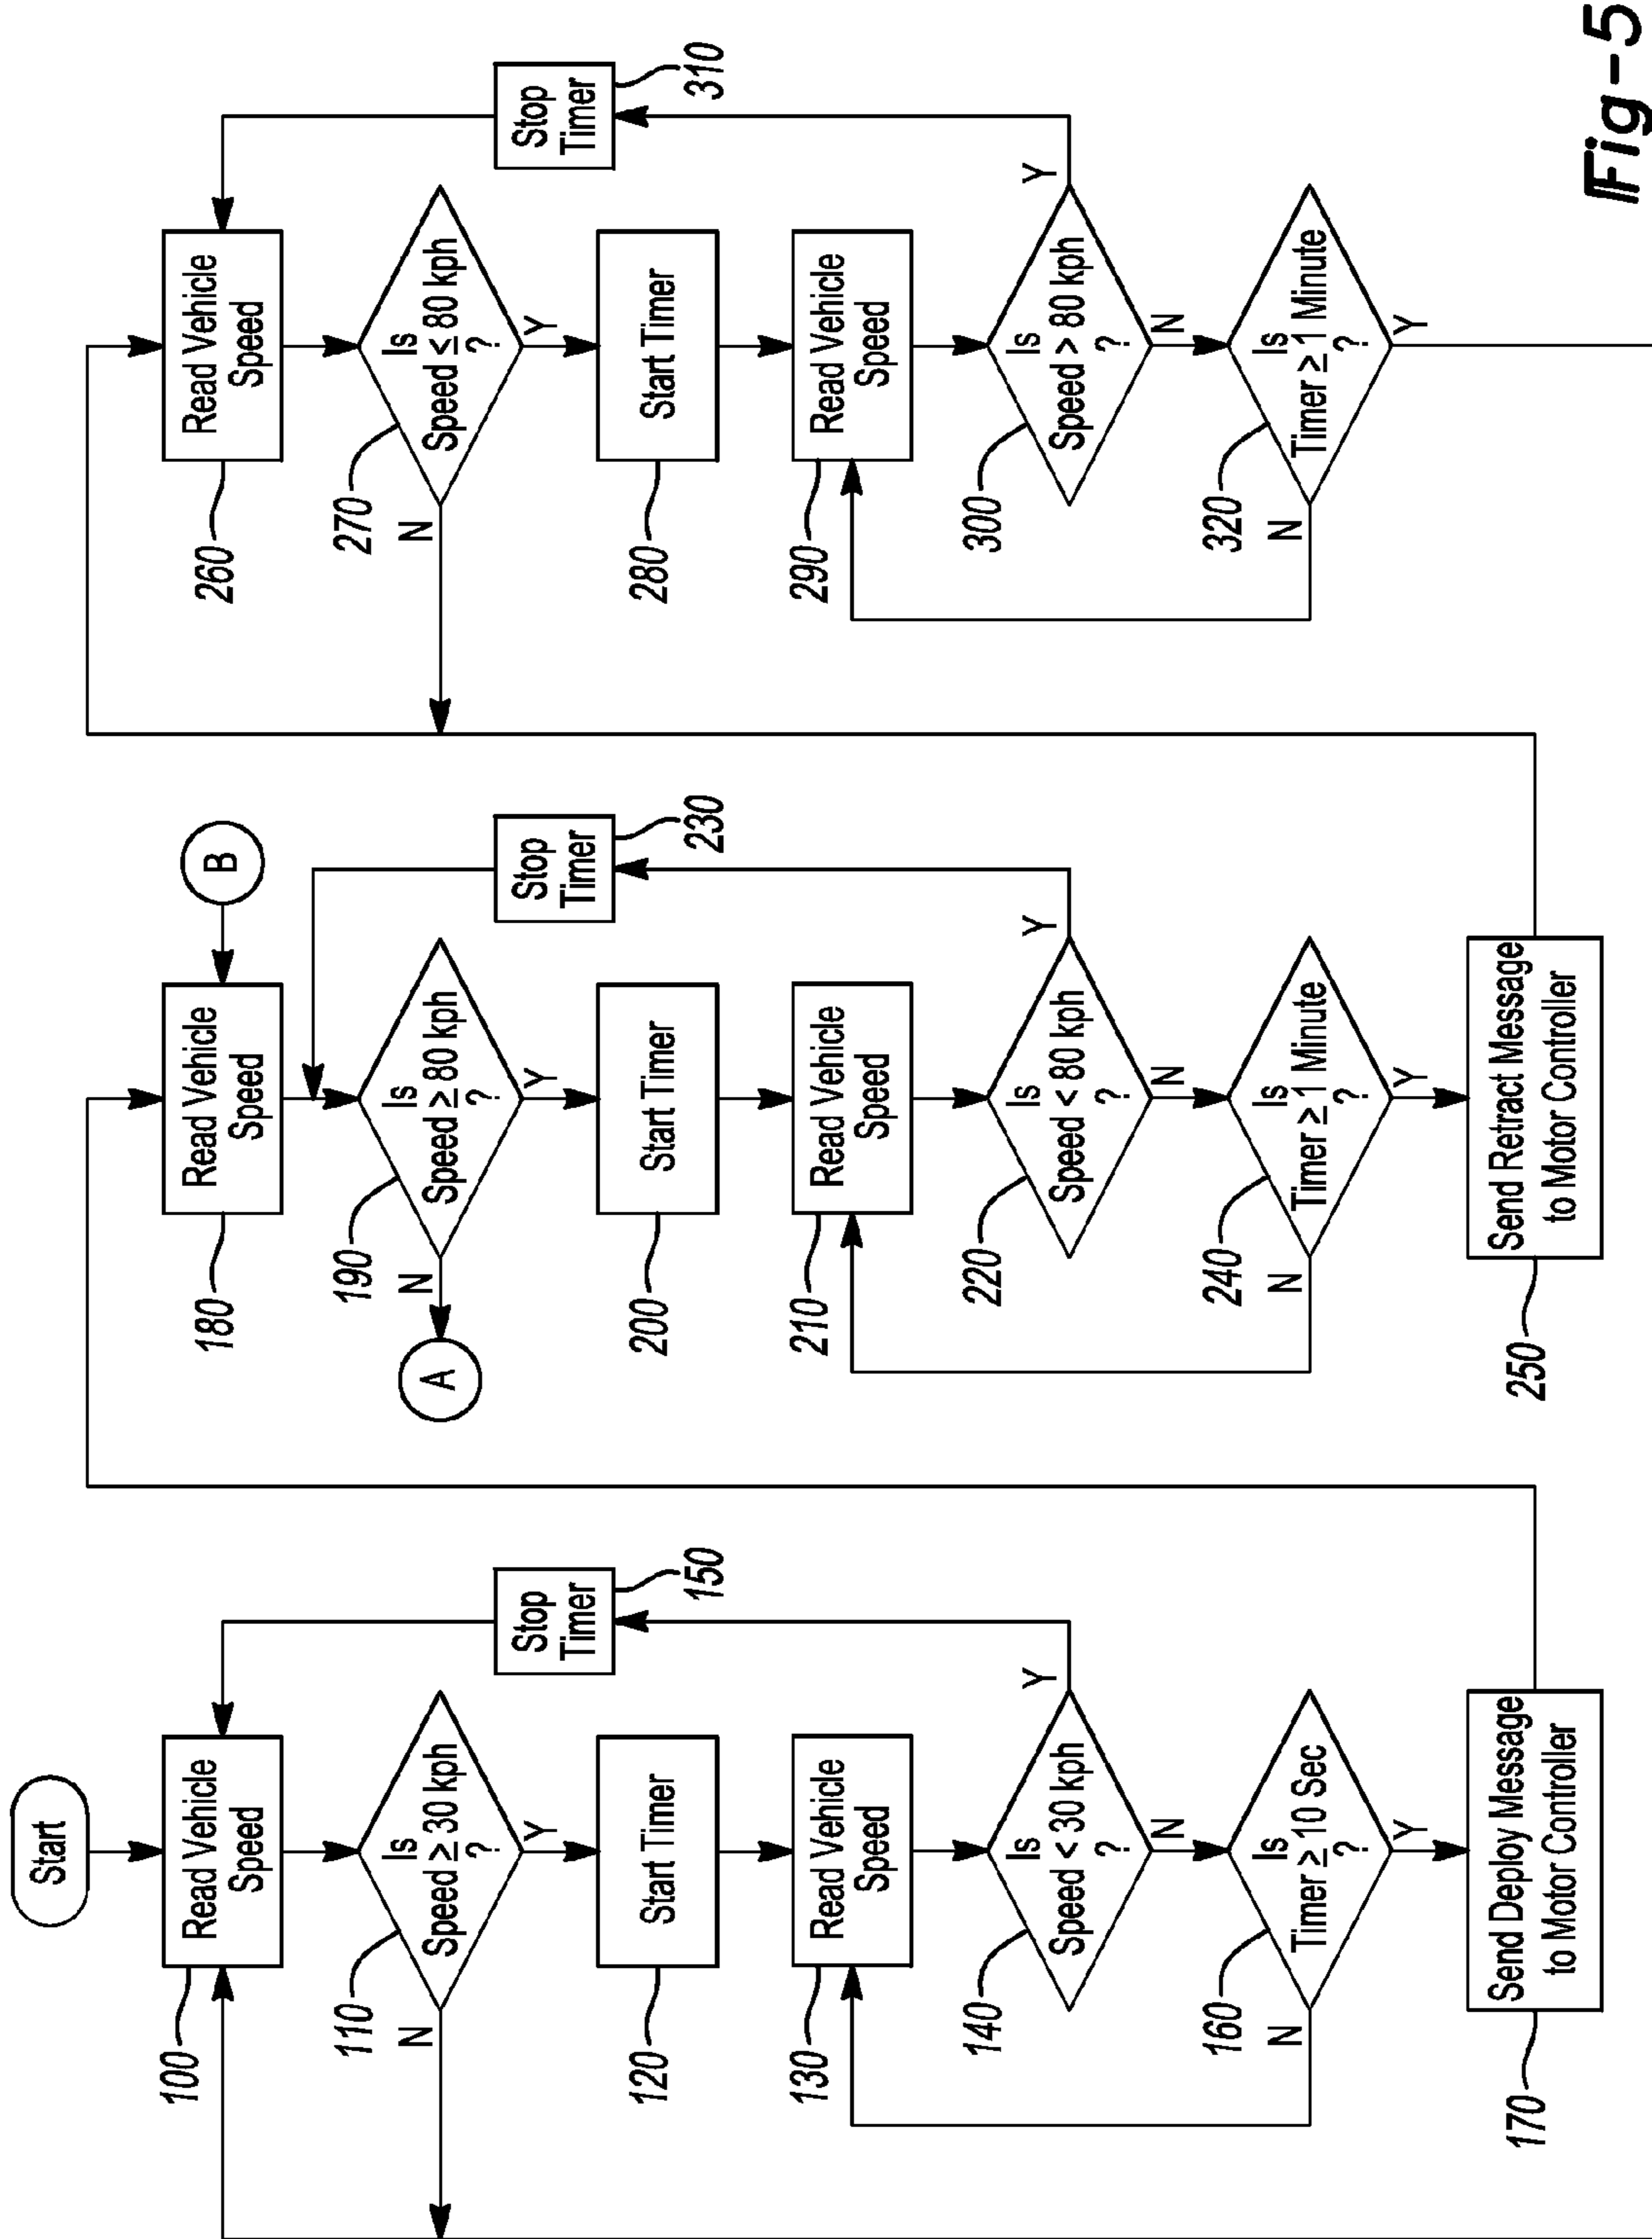 Start
Read Vehicle
Speed
100
Is
Speed ≥ 30 kph
?
110
N
Y
Start Timer
120
Read Vehicle
Speed
130
Is
Speed < 30 kph
?
140
Y
N
Stop
Timer
150
Is
Timer ≥ 10 Sec
?
160
N
Y
Send Deploy Message
to Motor Controller
170
B
Read Vehicle
Speed
180
Is
Speed ≥ 80 kph
?
190
N
A
Y
Start Timer
200
Read Vehicle
Speed
210
Is
Speed < 80 kph
?
220
Y
N
Stop
Timer
230
Is
Timer ≥ 1 Minute
?
240
N
Y
Send Retract Message
to Motor Controller
250
Read Vehicle
Speed
260
Is
Speed ≤ 80 kph
?
270
N
Y
Start Timer
280
Read Vehicle
Speed
290
Is
Speed > 80 kph
?
300
Y
N
Stop
Timer
310
Is
Timer ≥ 1 Minute
?
320
N
Y
Fig-5